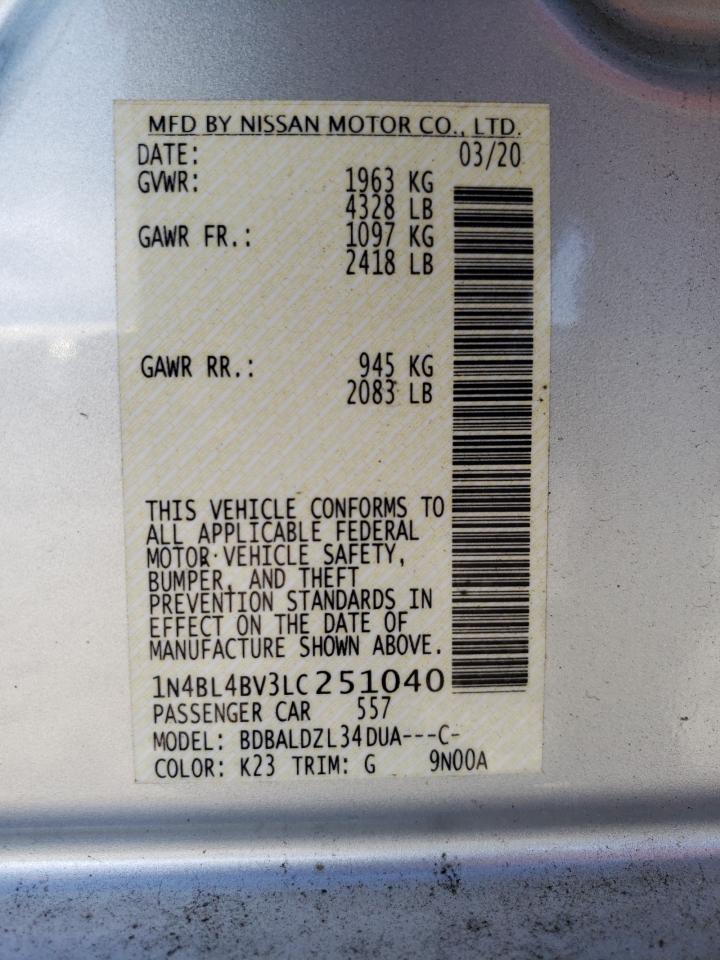 MFD BY NISSAN MOTOR CO., LTD.
DATE: 03/20
GVWR: 1963 KG
4328 LB
GAWR FR.: 1097 KG
2418 LB
GAWR RR.: 945 KG
2083 LB
THIS VEHICLE CONFORMS TO
ALL APPLICABLE FEDERAL
MOTOR VEHICLE SAFETY,
BUMPER, AND THEFT
PREVENTION STANDARDS IN
EFFECT ON THE DATE OF
MANUFACTURE SHOWN ABOVE.
1N4BL4BV3LC251040
PASSENGER CAR 557
MODEL: BDBALDZL34DUA---C-
COLOR: K23 TRIM: G 9N00A